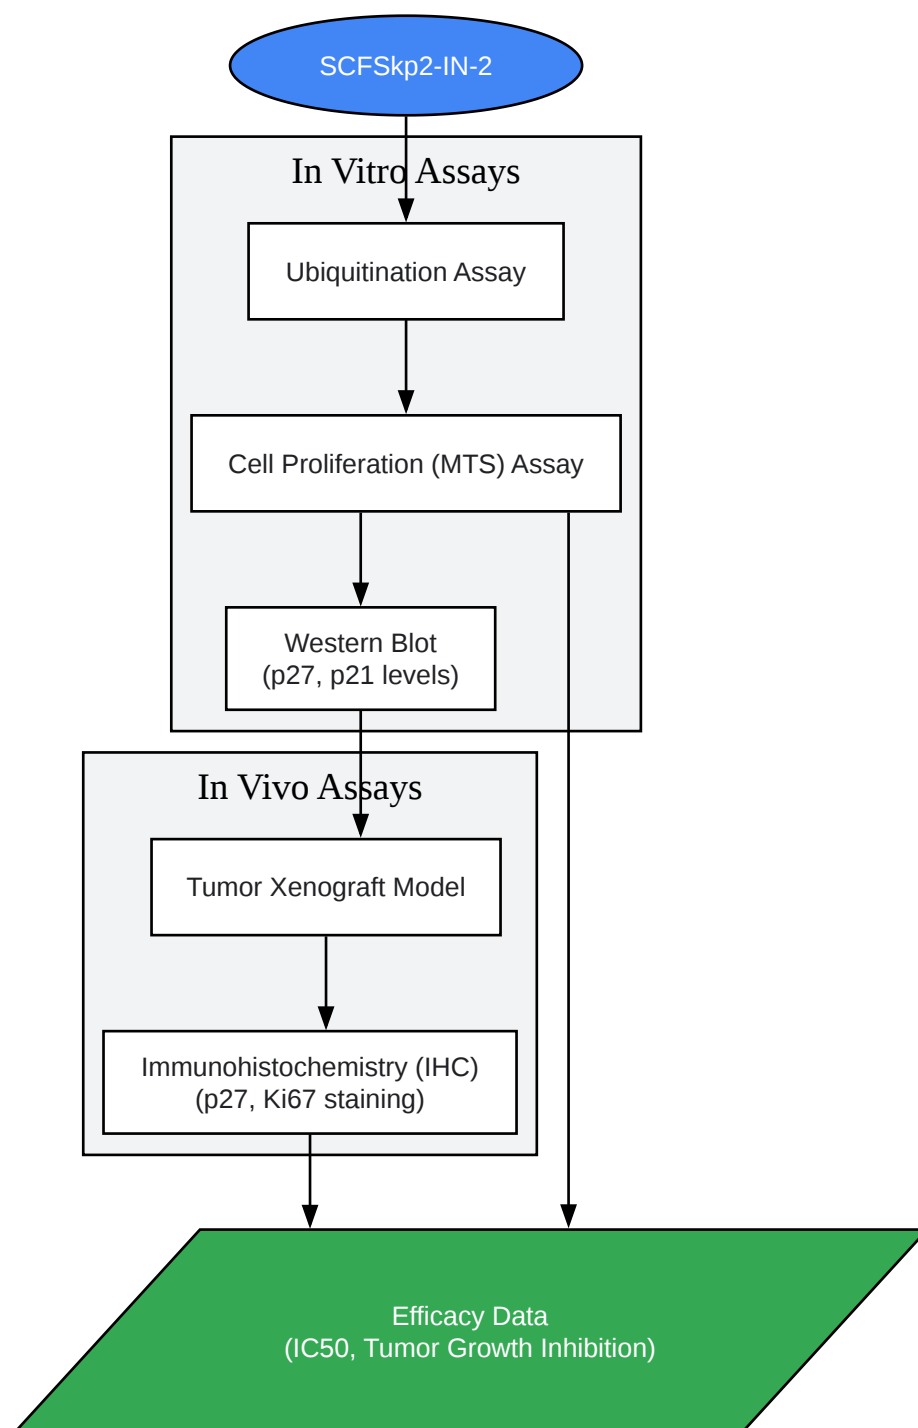 SCFSkp2-IN-2
In Vitro Assays
Ubiquitination Assay
Cell Proliferation (MTS) Assay
Western Blot
(p27, p21 levels)
In Vivo Assays
Tumor Xenograft Model
Immunohistochemistry (IHC)
(p27, Ki67 staining)
Efficacy Data
(IC50, Tumor Growth Inhibition)